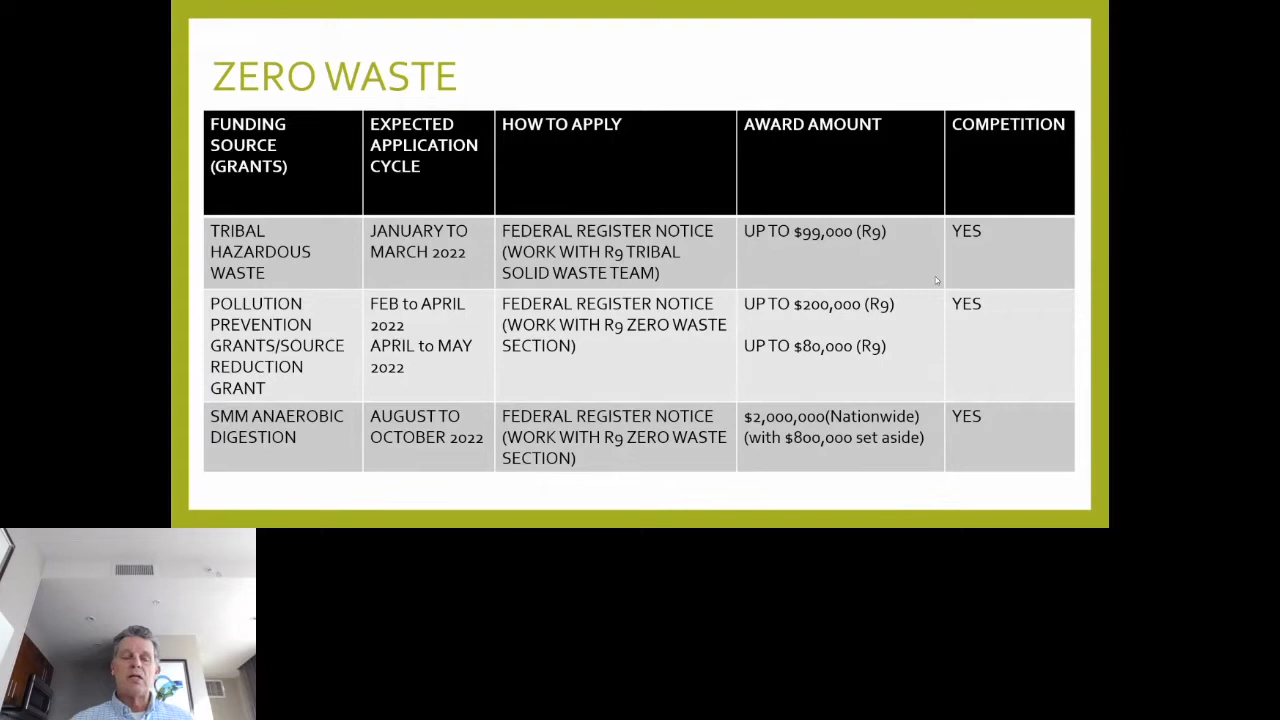 ZERO WASTE
FUNDING
SOURCE
(GRANTS)
EXPECTED
APPLICATION
CYCLE
HOW TO APPLY
AWARD AMOUNT
COMPETITION
TRIBAL
HAZARDOUS
WASTE
JANUARY TO
MARCH 2022
FEDERAL REGISTER NOTICE
(WORK WITH R9 TRIBAL
SOLID WASTE TEAM)
UP TO $99,000 (R9)
YES
POLLUTION
PREVENTION
GRANTS/SOURCE
REDUCTION
GRANT
FEB to APRIL
2022
APRIL to MAY
2022
FEDERAL REGISTER NOTICE
(WORK WITH R9 ZERO WASTE
SECTION)
UP TO $200,000 (R9)
UP TO $80,000 (R9)
YES
SMM ANAEROBIC
DIGESTION
AUGUST TO
OCTOBER 2022
FEDERAL REGISTER NOTICE
(WORK WITH R9 ZERO WASTE
SECTION)
$2,000,000(Nationwide)
(with $800,000 set aside)
YES